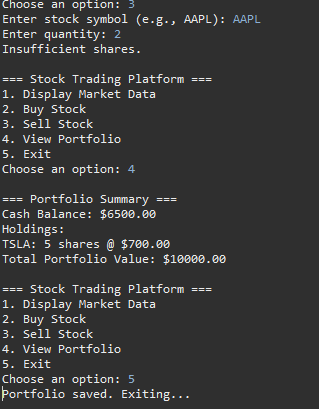 Choose an option: 3
Enter stock symbol (e.g., AAPL): AAPL
Enter quantity: 2
Insufficient shares.
=== Stock Trading Platform ===
1. Display Market Data
2. Buy Stock
3. Sell Stock
4. View Portfolio
5. Exit
Choose an option: 4
=== Portfolio Summary ===
Cash Balance: $6500.00
Holdings:
TSLA: 5 shares @ $700.00
Total Portfolio Value: $10000.00
=== Stock Trading Platform ===
1. Display Market Data
2. Buy Stock
3. Sell Stock
4. View Portfolio
5. Exit
Choose an option: 5
Portfolio saved. Exiting...